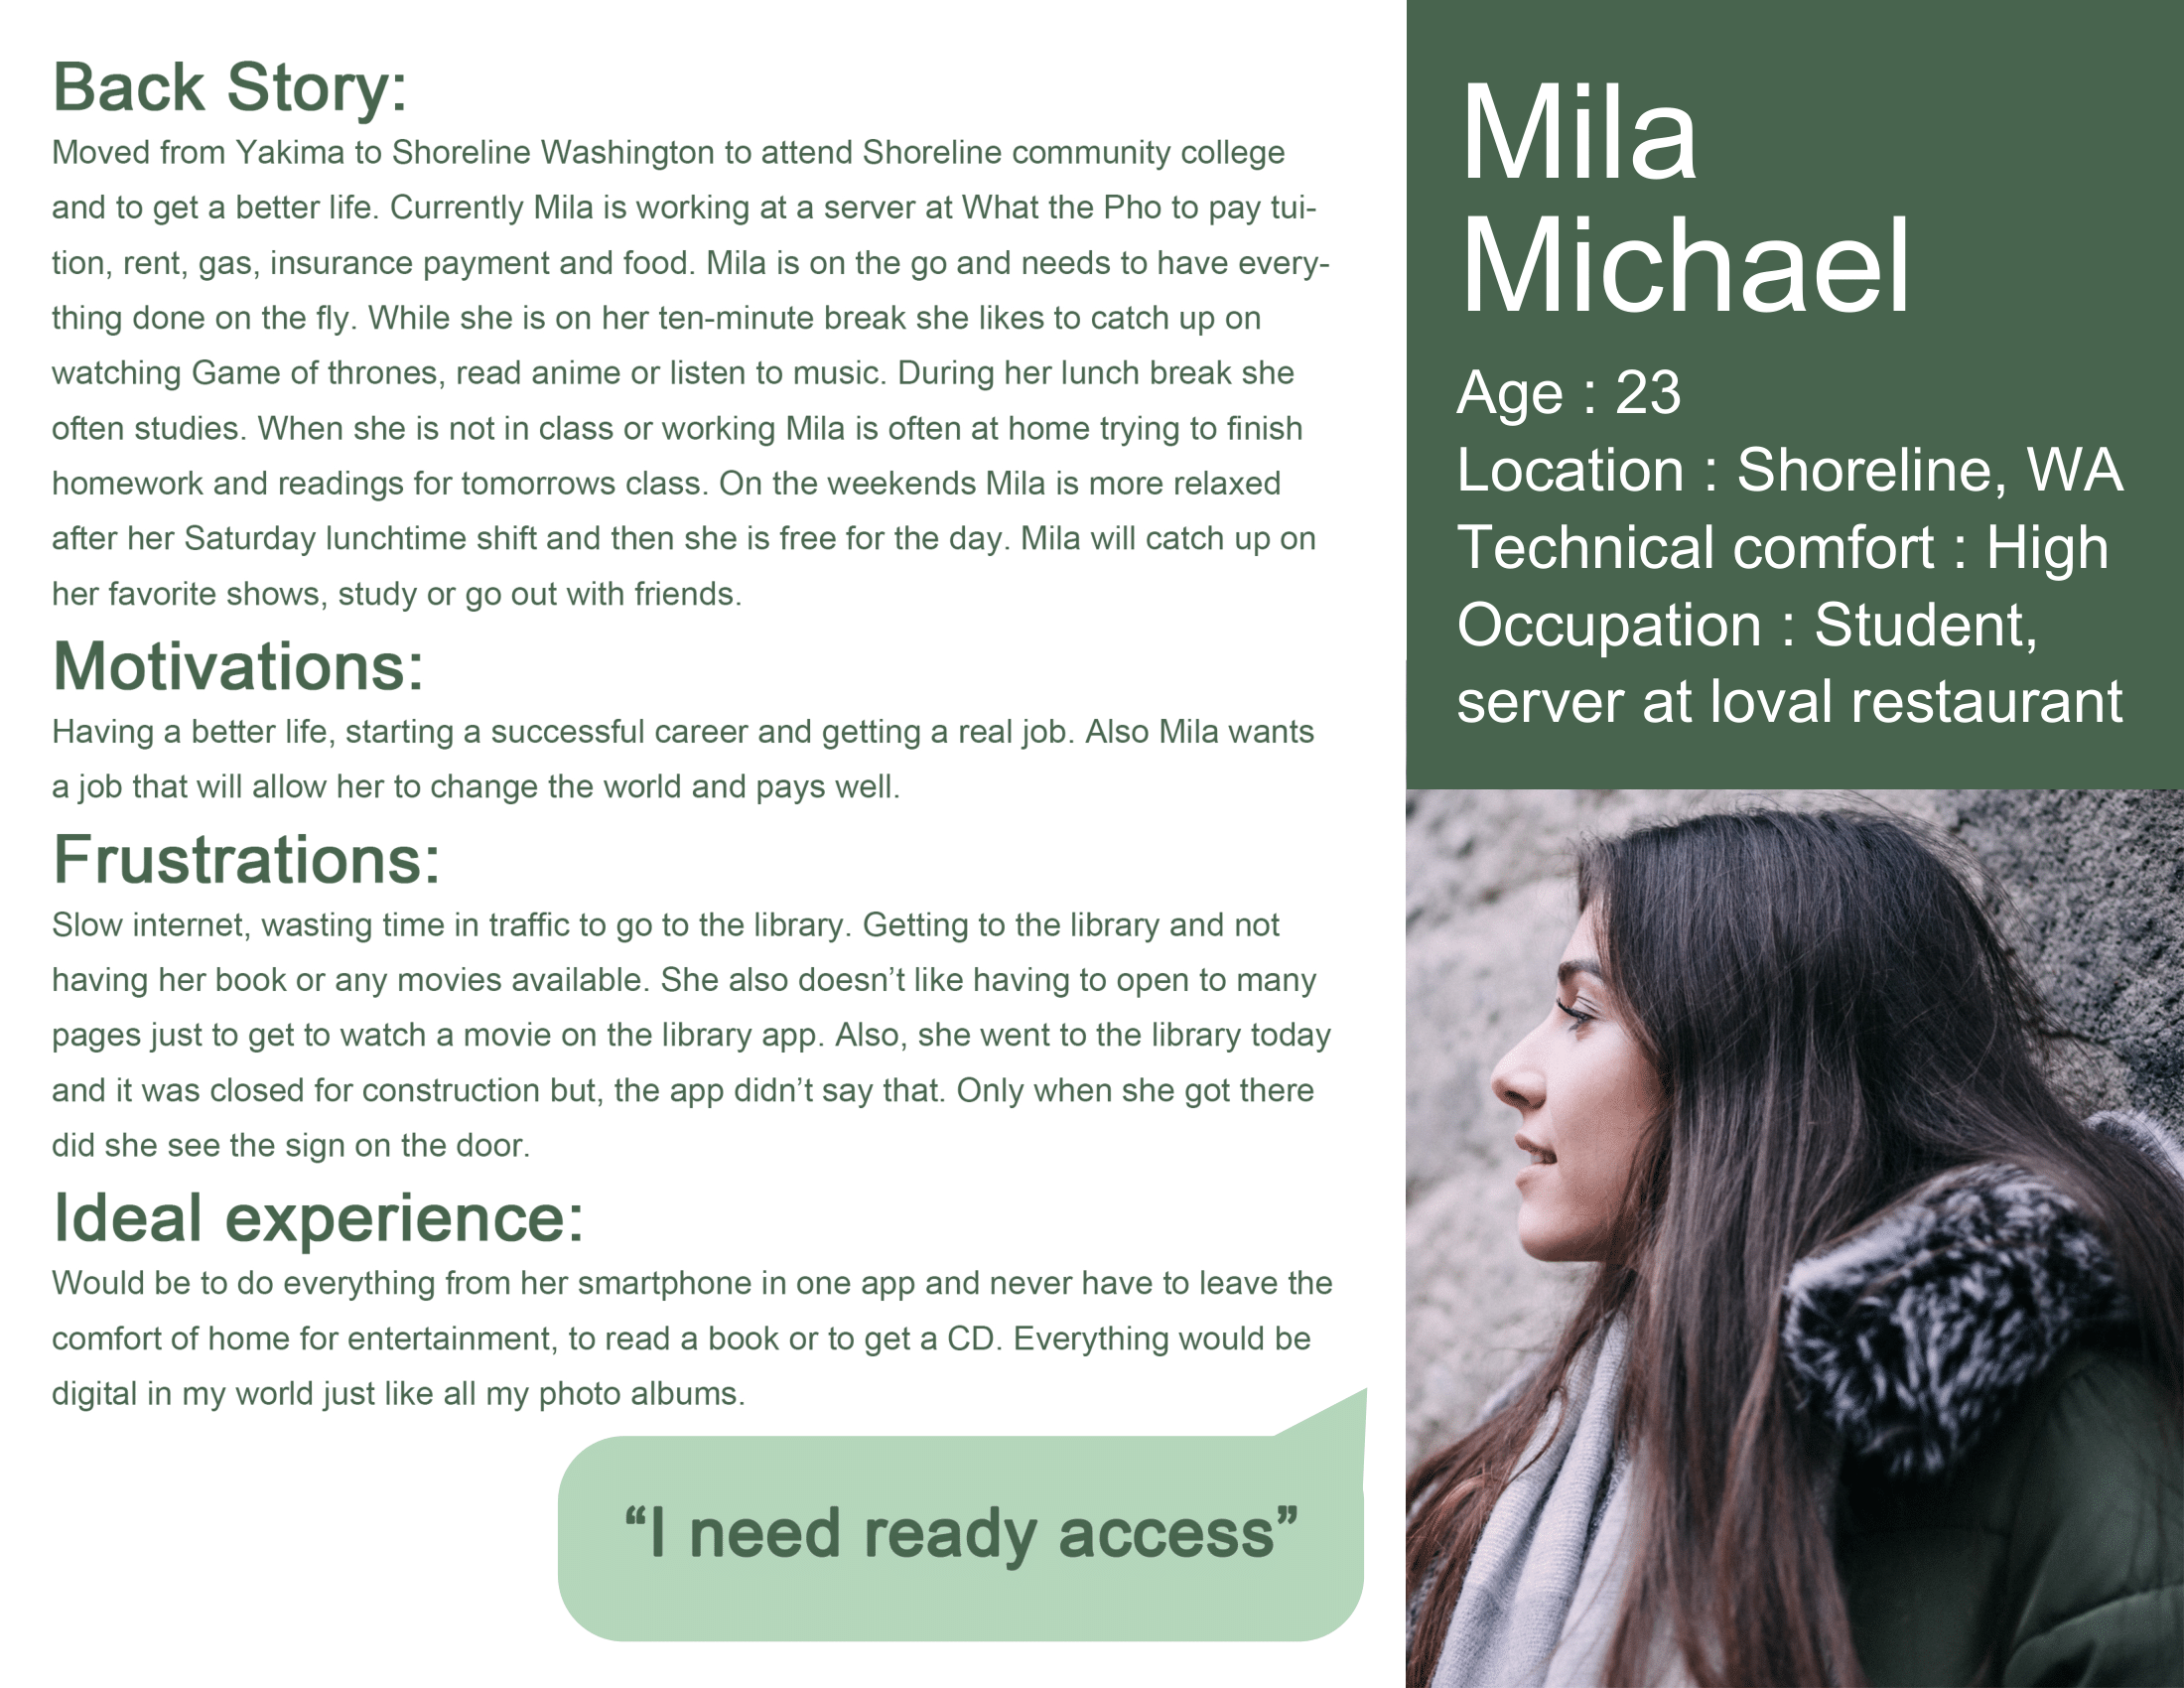 Back Story:
Moved from Yakima to Shoreline Washington to attend Shoreline community college
and to get a better life. Currently Mila is working at a server at What the Pho to pay tui-
tion, rent, gas, insurance payment and food. Mila is on the go and needs to have every-
thing done on the fly. While she is on her ten-minute break she likes to catch up on
watching Game of thrones, read anime or listen to music. During her lunch break she
often studies. When she is not in class or working Mila is often at home trying to finish
homework and readings for tomorrows class. On the weekends Mila is more relaxed
after her Saturday lunchtime shift and then she is free for the day. Mila will catch up on
her favorite shows, study or go out with friends.
Motivations:
Having a better life, starting a successful career and getting a real job. Also Mila wants
a job that will allow her to change the world and pays well.
Frustrations:
Slow internet, wasting time in traffic to go to the library. Getting to the library and not
having her book or any movies available. She also doesn’t like having to open to many
pages just to get to watch a movie on the library app. Also, she went to the library today
and it was closed for construction but, the app didn’t say that. Only when she got there
did she see the sign on the door.
Ideal experience:
Would be to do everything from her smartphone in one app and never have to leave the
comfort of home for entertainment, to read a book or to get a CD. Everything would be
digital in my world just like all my photo albums.
“I need ready access”
Mila
Michael
Age : 23
Location : Shoreline, WA
Technical comfort : High
Occupation : Student,
server at loval restaurant